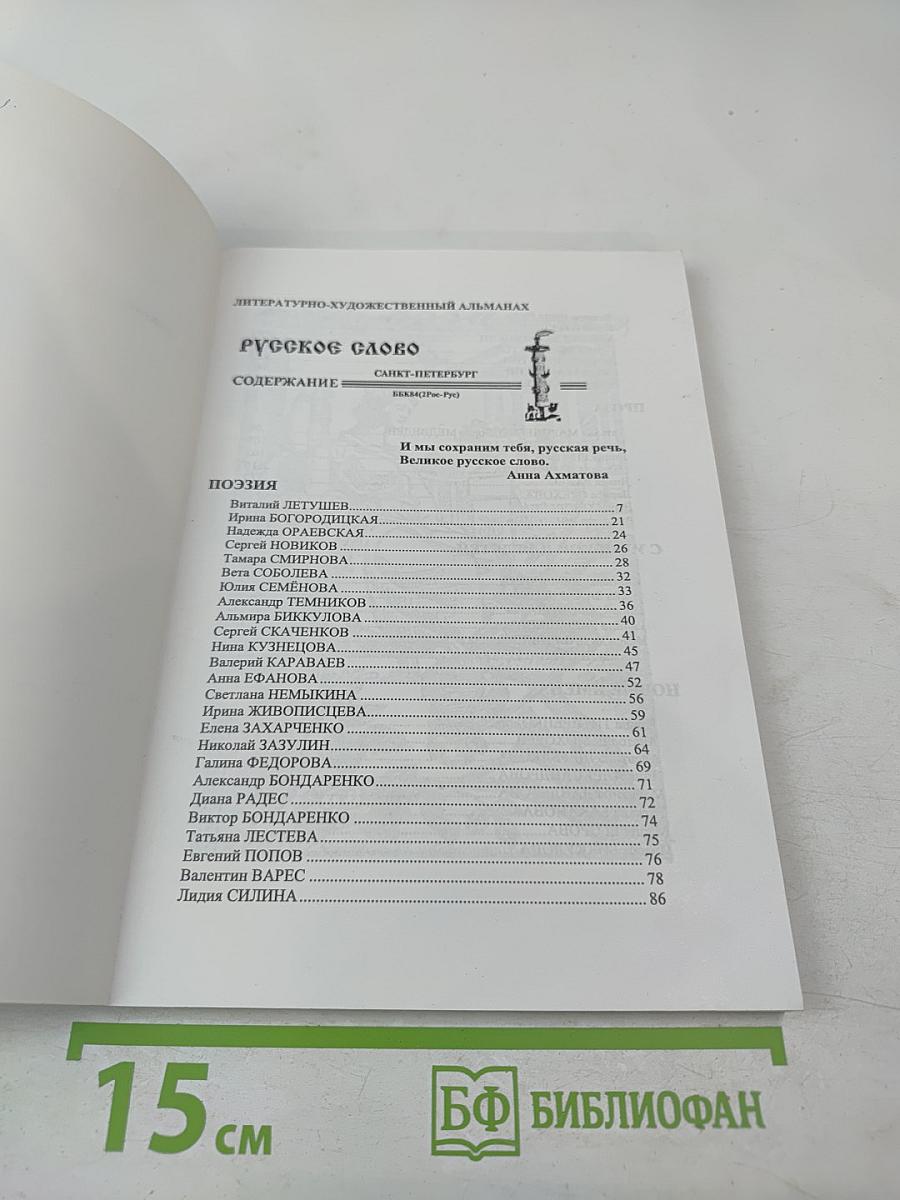 ЛИТЕРАТУРНО-ХУДОЖЕСТВЕННЫЙ АЛЬМАНАХ
РУССКОЕ СЛОВО
САНКТ-ПЕТЕРБУРГ
СОДЕРЖАНИЕ
ББК84(2Рос-Рус)
И мы сохраним тебя, русская речь,
Великое русское слово.
Анна Ахматова
ПОЭЗИЯ
Виталий ЛЕТУШЕВ 7
Ирина БОГОРОДИЦКАЯ 21
Надежда ОРАЕВСКАЯ 24
Сергей НОВИКОВ 26
Тамара СМИРНОВА 28
Вета СОБОЛЕВА 32
Юлия СЕМЁНОВА 33
Александр ТЕМНИКОВ 36
Альмира БИККУЛОВА 40
Сергей СКАЧЕНКОВ 41
Нина КУЗНЕЦОВА 45
Валерий КАРАВАЕВ 47
Анна ЕФАНОВА 52
Светлана НЕМЫКИНА 56
Ирина ЖИВОПИСЦЕВА 59
Елена ЗАХАРЧЕНКО 61
Николай ЗАЗУЛИН 64
Галина ФЕДОРОВА 69
Александр БОНДАРЕНКО 71
Диана РАДЕС 72
Виктор БОНДАРЕНКО 74
Татьяна ЛЕСТЕВА 75
Евгений ПОПОВ 76
Валентин ВАРЕС 78
Лидия СИЛИНА 86
15 см
БФ БИБЛИОФАН